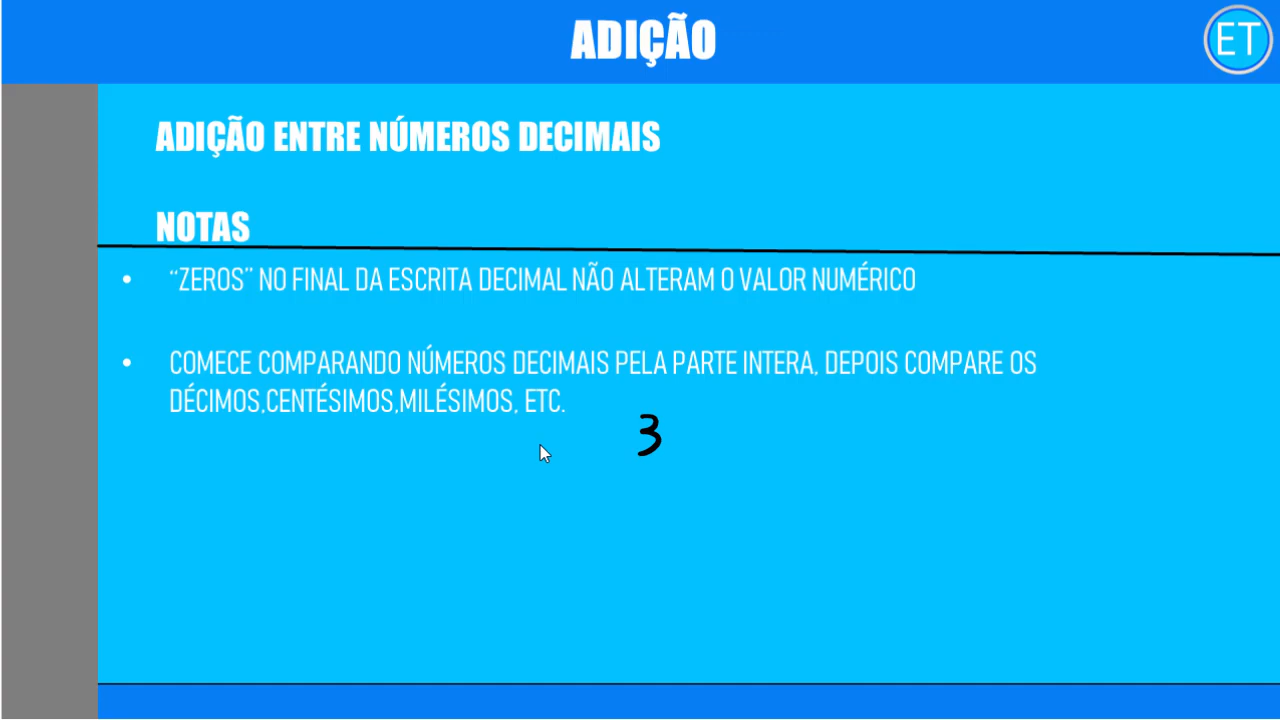 ADIÇÃO
ET
ADIÇÃO ENTRE NÚMEROS DECIMAIS
NOTAS
• “ZEROS” NO FINAL DA ESCRITA DECIMAL NÃO ALTERAM O VALOR NUMÉRICO
• COMECE COMPARANDO NÚMEROS DECIMAIS PELA PARTE INTERA, DEPOIS COMPARE OS
DÉCIMOS,CENTÉSIMOS,MILÉSIMOS, ETC.
3